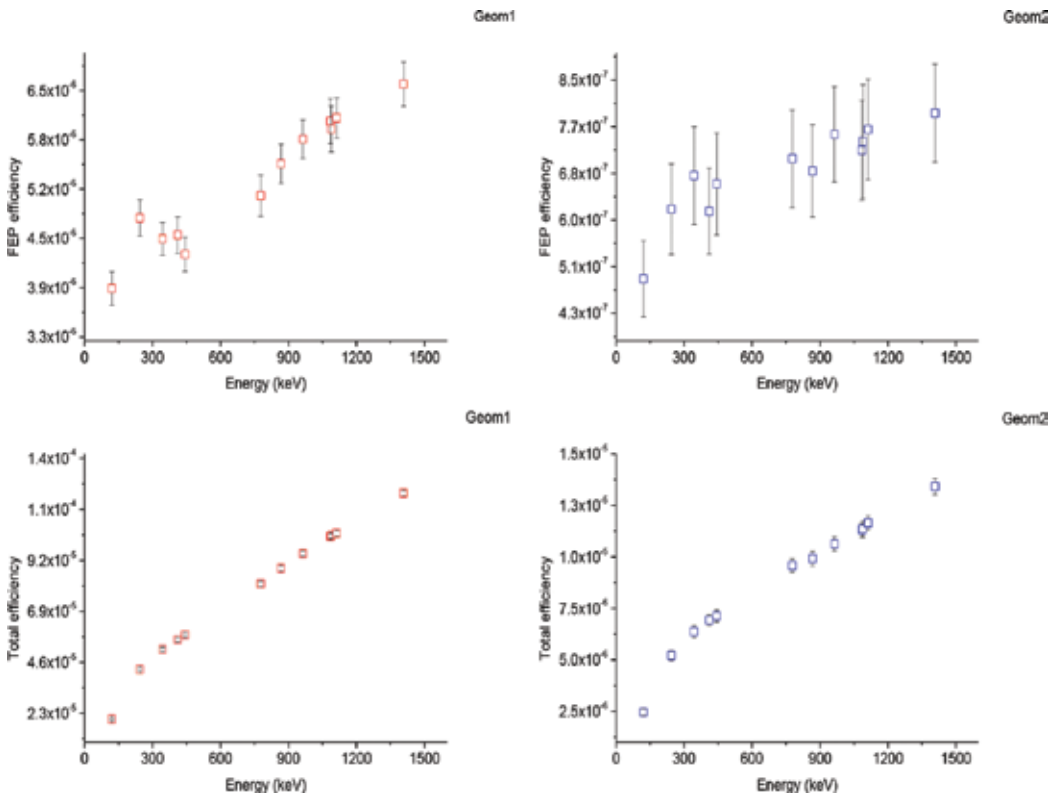 Geom1
FEP efficiency
6.5x10⁻⁶
5.8x10⁻⁶
5.2x10⁻⁶
4.5x10⁻⁶
3.9x10⁻⁶
3.3x10⁻⁶
0 300 600 900 1200 1500
Energy (keV)
Geom2
FEP efficiency
8.5x10⁻⁷
7.7x10⁻⁷
6.8x10⁻⁷
6.0x10⁻⁷
5.1x10⁻⁷
4.3x10⁻⁷
0 300 600 900 1200 1500
Energy (keV)
Geom1
Total efficiency
1.4x10⁻⁴
1.1x10⁻⁴
9.2x10⁻⁵
6.9x10⁻⁵
4.6x10⁻⁵
2.3x10⁻⁵
0 300 600 900 1200 1500
Energy (keV)
Geom2
Total efficiency
1.5x10⁻⁵
1.3x10⁻⁵
1.0x10⁻⁵
7.5x10⁻⁶
5.0x10⁻⁶
2.5x10⁻⁶
0 300 600 900 1200 1500
Energy (keV)